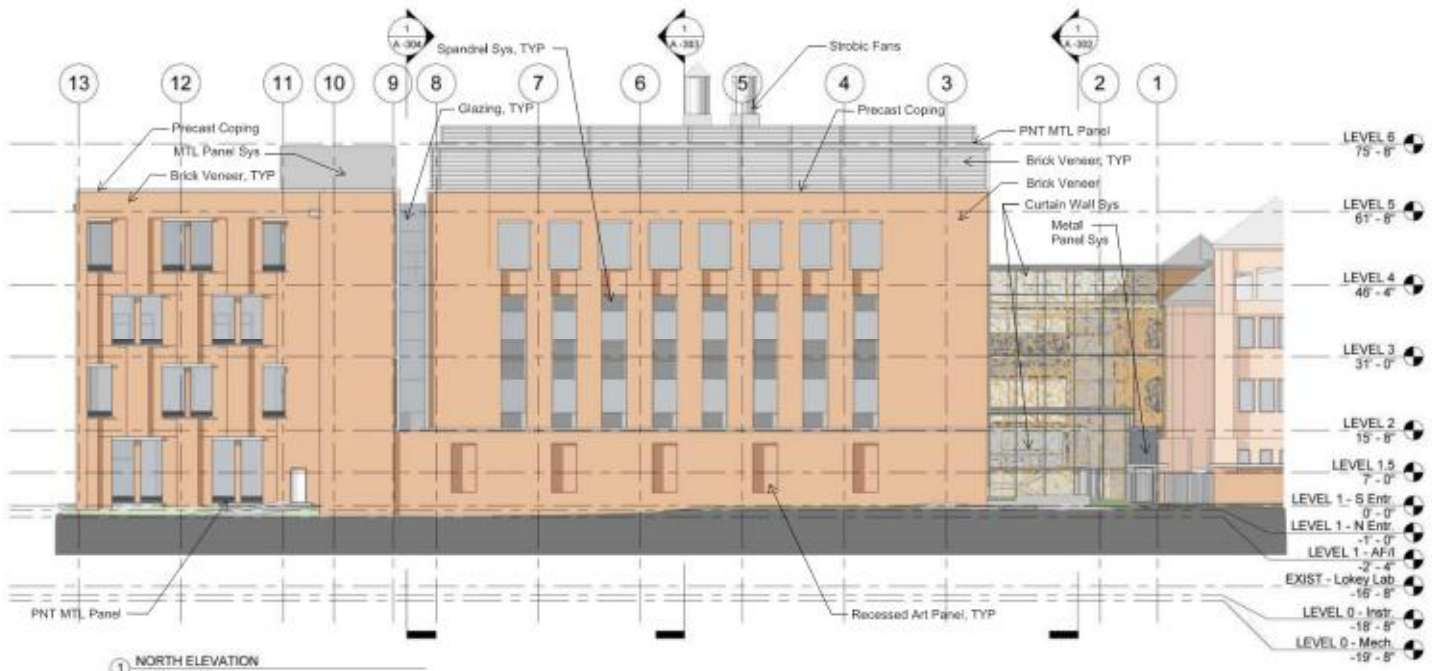 1
A-304
1
A-303
1
A-302
Spandrel Sys, TYP
Strobic Fans
13
12
11
10
9
8
7
6
5
4
3
2
1
Glazing, TYP
Precast Coping
Precast Coping
PNT MTL Panel
MTL Panel Sys
Brick Veneer, TYP
Brick Veneer, TYP
Brick Veneer
Curtain Wall Sys
Metal
Panel Sys
LEVEL 6
75' - 8"
LEVEL 5
61' - 8"
LEVEL 4
46' - 4"
LEVEL 3
31' - 0"
LEVEL 2
15' - 8"
LEVEL 1.5
7' - 0"
LEVEL 1 - S Entr.
0' - 0"
LEVEL 1 - N Entr.
-1' - 0"
LEVEL 1 - AF/I
-2' - 4"
EXIST - Lokey Lab
-16' - 8"
LEVEL 0 - Instr.
-18' - 8"
LEVEL 0 - Mech.
-19' - 8"
PNT MTL Panel
Recessed Art Panel, TYP
1 NORTH ELEVATION